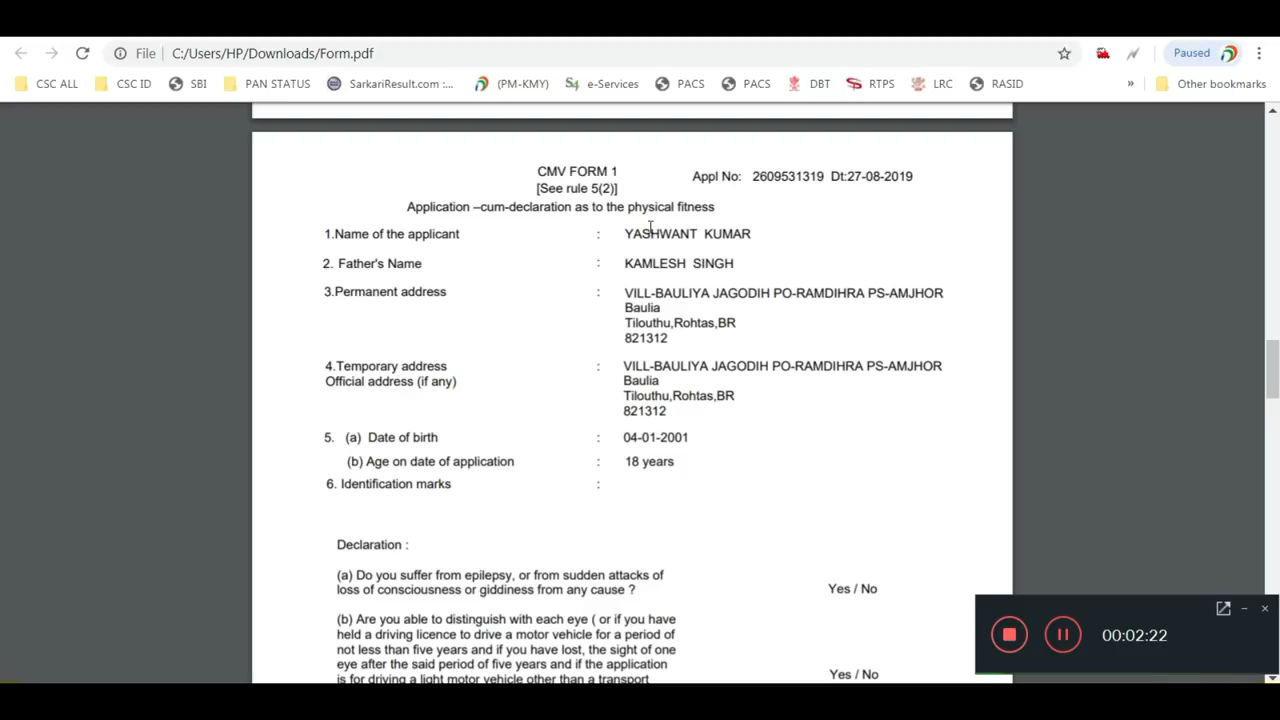 File C:/Users/HP/Downloads/Form.pdf Paused
CSC ALL CSC ID SBI PAN STATUS SarkariResult.com :... (PM-KMY) e-Services PACS PACS DBT RTPS LRC RASID » Other bookmarks
CMV FORM 1
Appl No: 2609531319 Dt:27-08-2019
[See rule 5(2)]
Application –cum-declaration as to the physical fitness
1.Name of the applicant : YASHWANT KUMAR
2. Father's Name : KAMLESH SINGH
3.Permanent address : VILL-BAULIYA JAGODIH PO-RAMDIHRA PS-AMJHOR
Baulia
Tilouthu,Rohtas,BR
821312
4.Temporary address : VILL-BAULIYA JAGODIH PO-RAMDIHRA PS-AMJHOR
Official address (if any) Baulia
Tilouthu,Rohtas,BR
821312
5. (a) Date of birth : 04-01-2001
(b) Age on date of application : 18 years
6. Identification marks :
Declaration :
(a) Do you suffer from epilepsy, or from sudden attacks of
loss of consciousness or giddiness from any cause ? Yes / No
(b) Are you able to distinguish with each eye ( or if you have
held a driving licence to drive a motor vehicle for a period of
not less than five years and if you have lost, the sight of one
eye after the said period of five years and if the application
is for driving a light motor vehicle other than a transport Yes / No
00:02:22